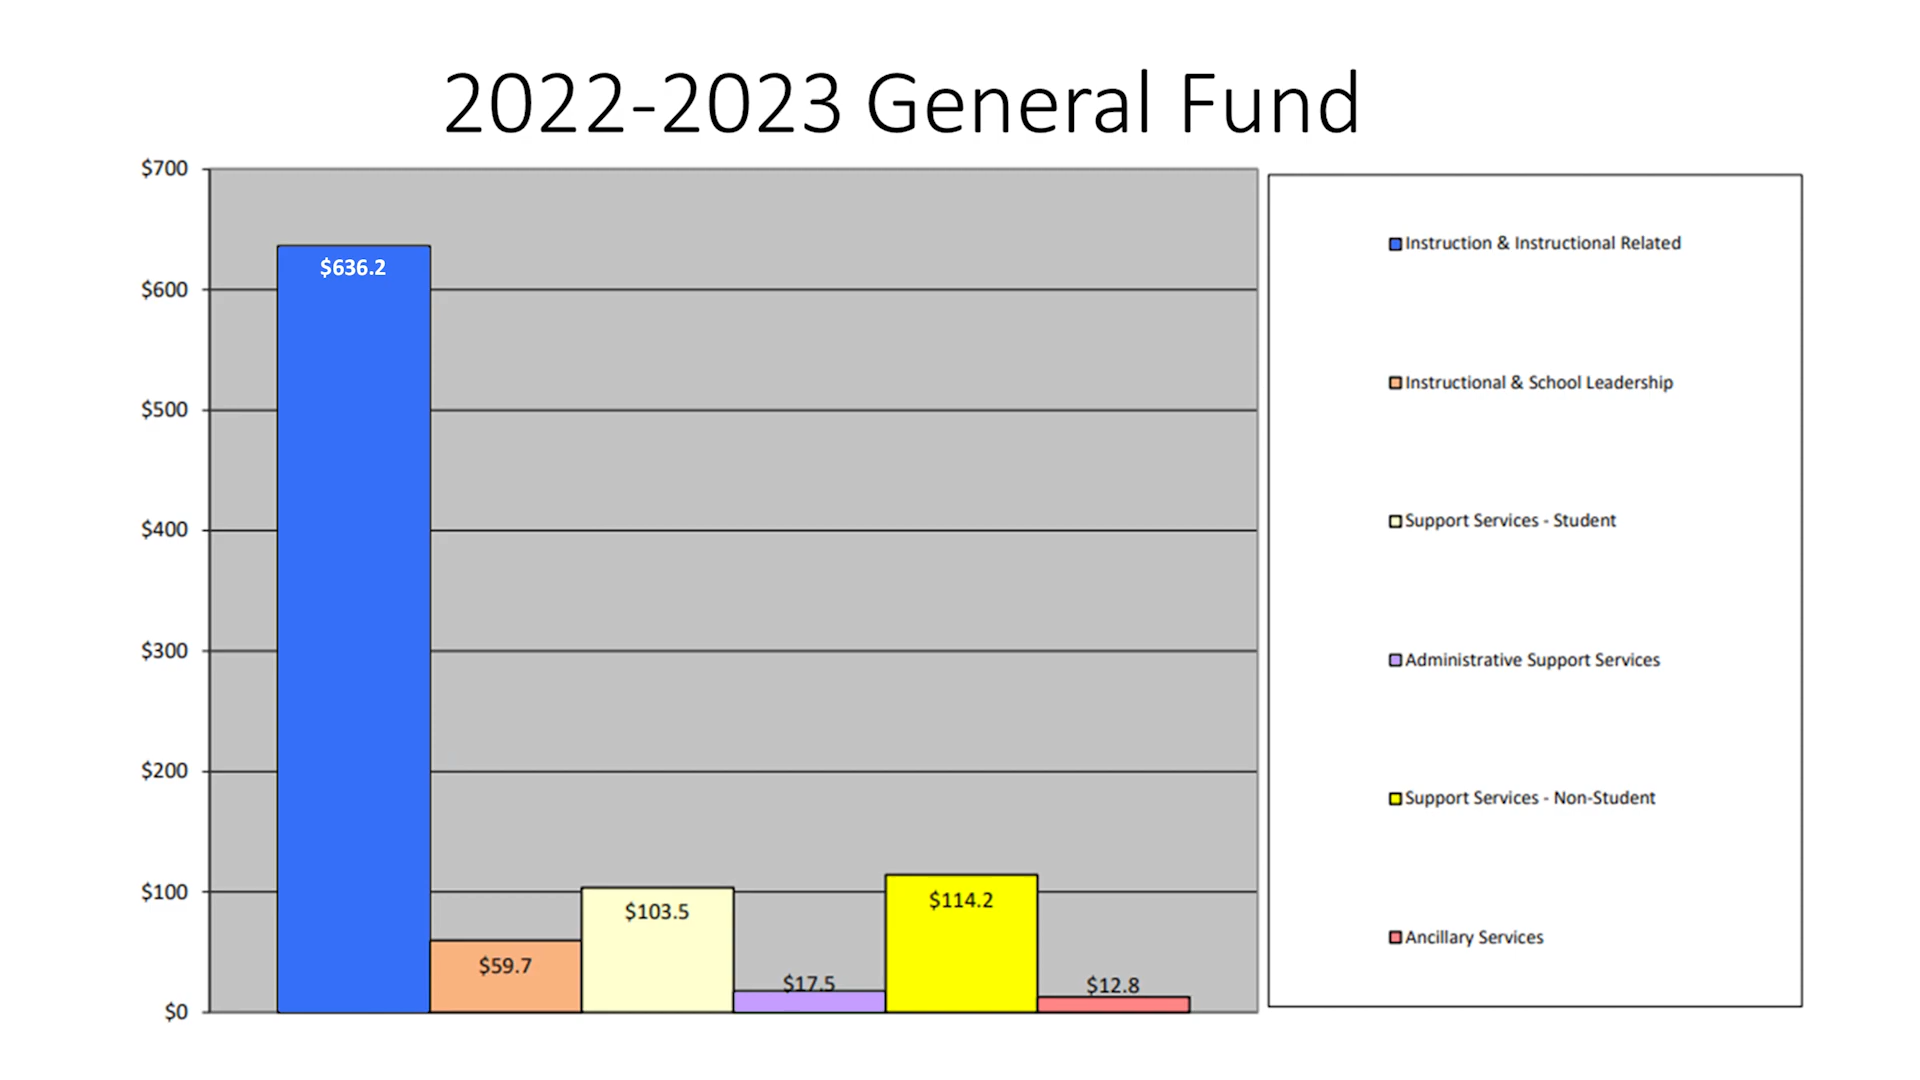 2022-2023 General Fund
$700
$600
$500
$400
$300
$200
$100
$0
$636.2
$59.7
$103.5
$17.5
$114.2
$12.8
Instruction & Instructional Related
Instructional & School Leadership
Support Services - Student
Administrative Support Services
Support Services - Non-Student
Ancillary Services